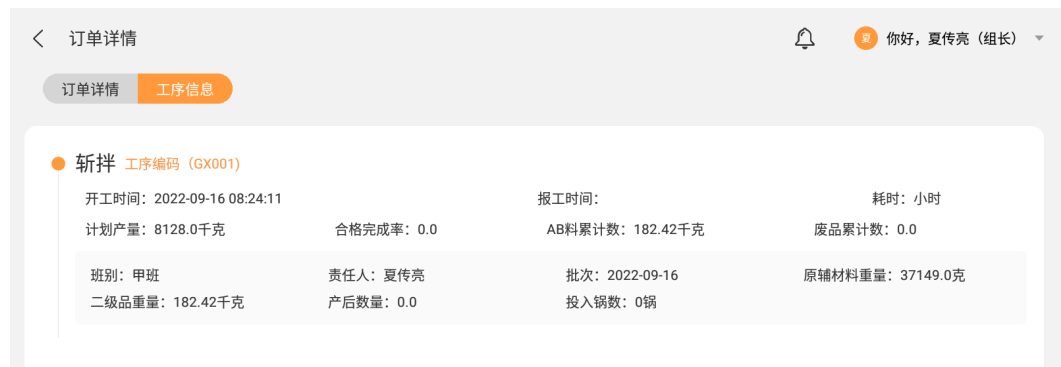 订单详情
夏 你好，夏传亮（组长）
订单详情 工序信息
斩拌 工序编码（GX001）
开工时间：2022-09-16 08:24:11 报工时间： 耗时：小时
计划产量：8128.0千克 合格完成率：0.0 AB料累计数：182.42千克 废品累计数：0.0
班别：甲班 责任人：夏传亮 批次：2022-09-16 原辅材料重量：37149.0克
二级品重量：182.42千克 产后数量：0.0 投入锅数：0锅